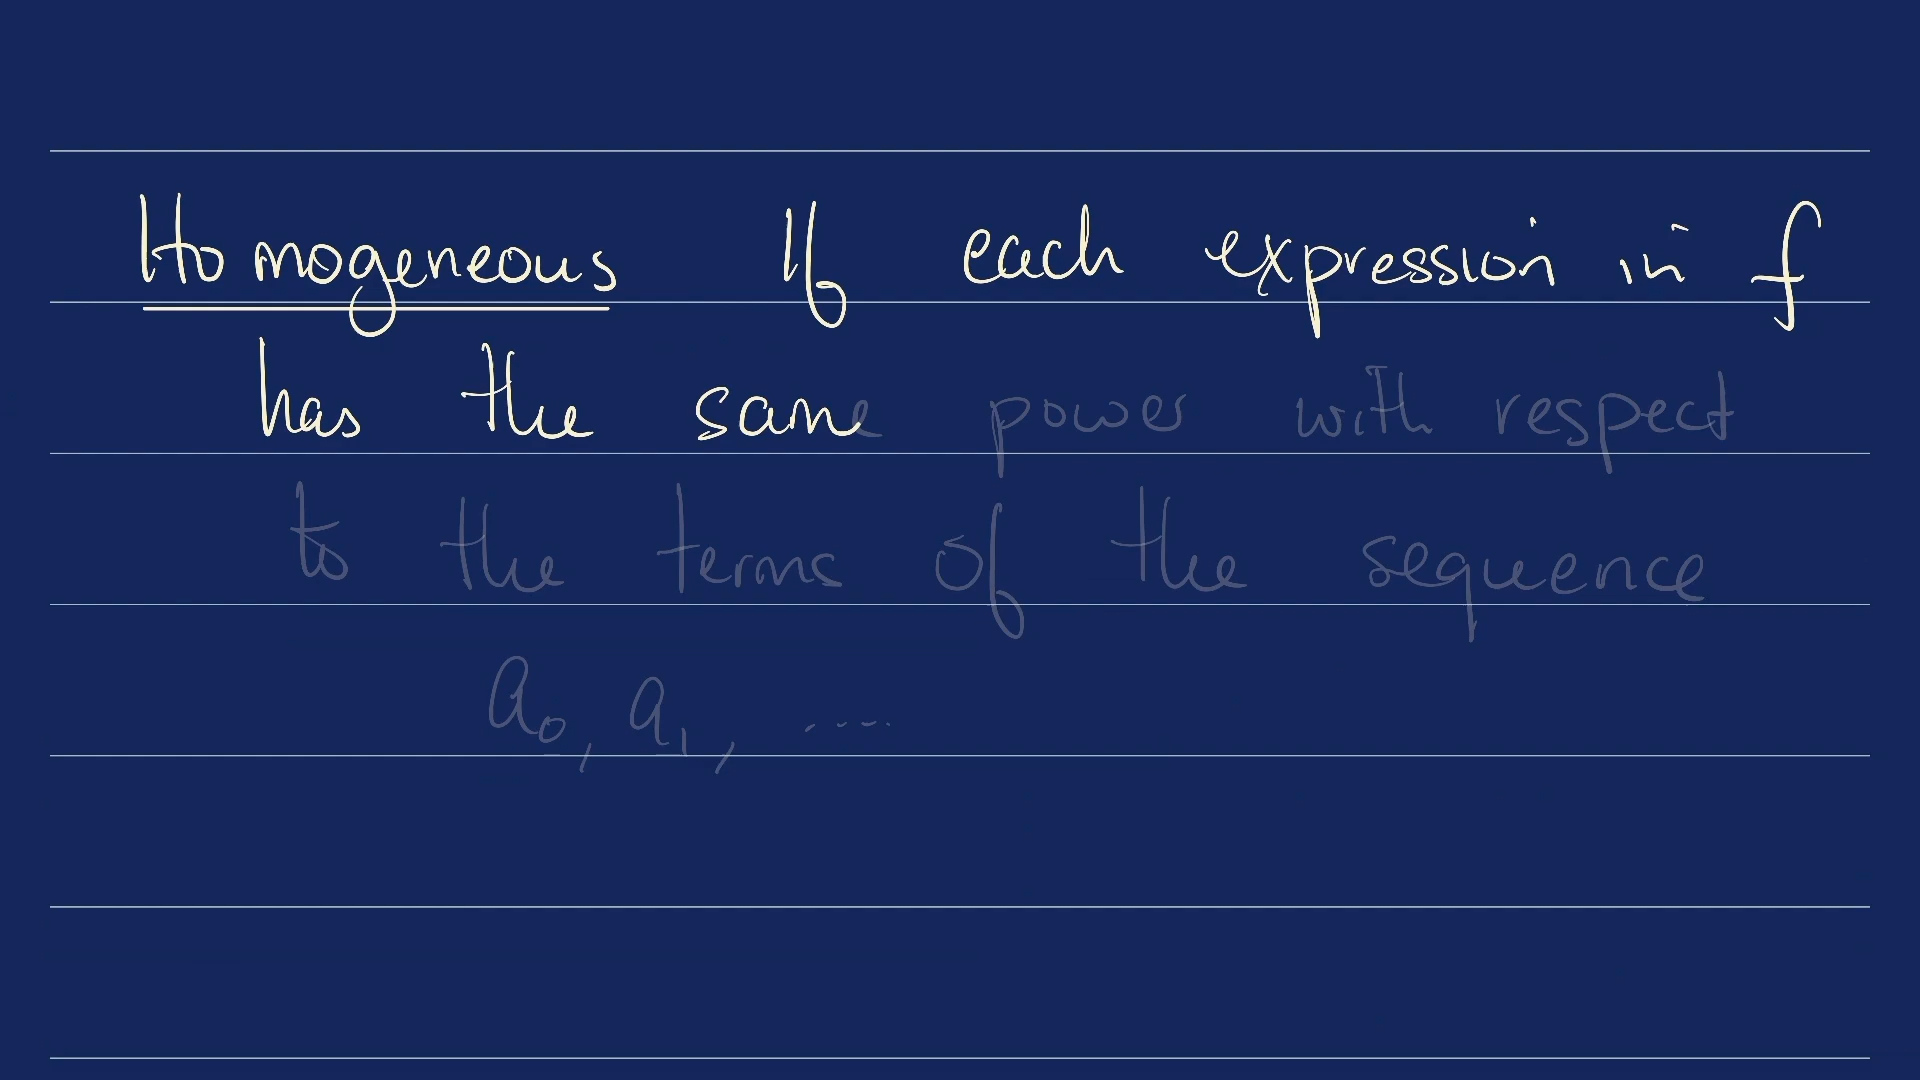 Homogeneous If each expression in f
has the same power with respect
to the terms of the sequence
a₀, a₁, ....